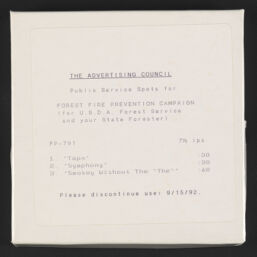 THE ADVERTISING COUNCIL
Public Service Spots for
FOREST FIRE PREVENTION CAMPAIGN
(for U.S.D.A. Forest Service
and your State Forester)
FP-791 7½ ips
1. "Tape" :30
2. "Symphony" :30
3. "Smokey Without The 'The'" :60
Please discontinue use: 9/15/92.